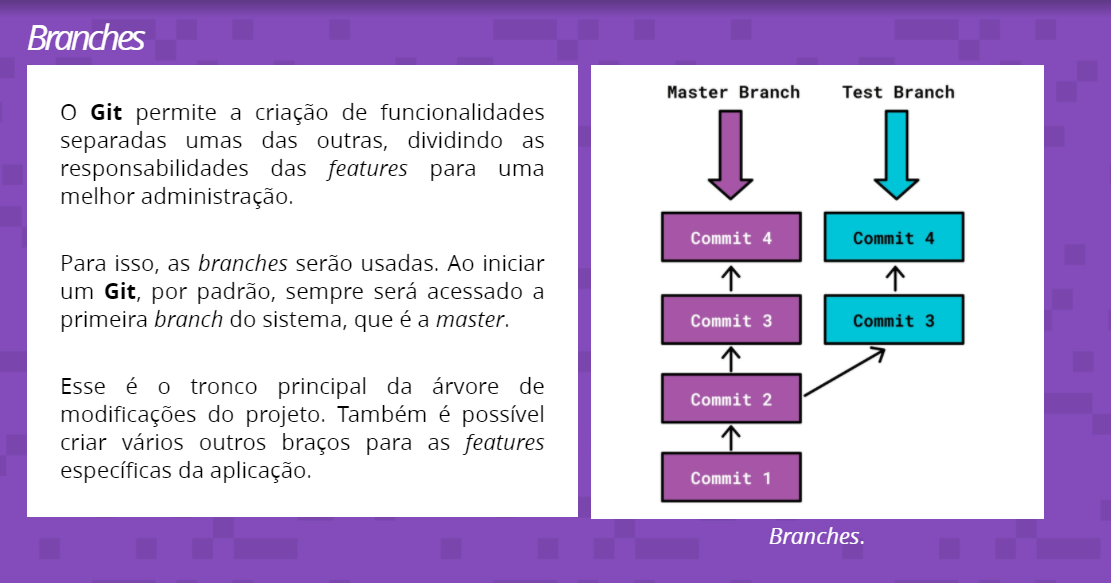 Branches
O Git permite a criação de funcionalidades
separadas umas das outras, dividindo as
responsabilidades das features para uma
melhor administração.
Para isso, as branches serão usadas. Ao iniciar
um Git, por padrão, sempre será acessado a
primeira branch do sistema, que é a master.
Esse é o tronco principal da árvore de
modificações do projeto. Também é possível
criar vários outros braços para as features
específicas da aplicação.
Master Branch
Test Branch
Commit 4
Commit 4
Commit 3
Commit 3
Commit 2
Commit 1
Branches.